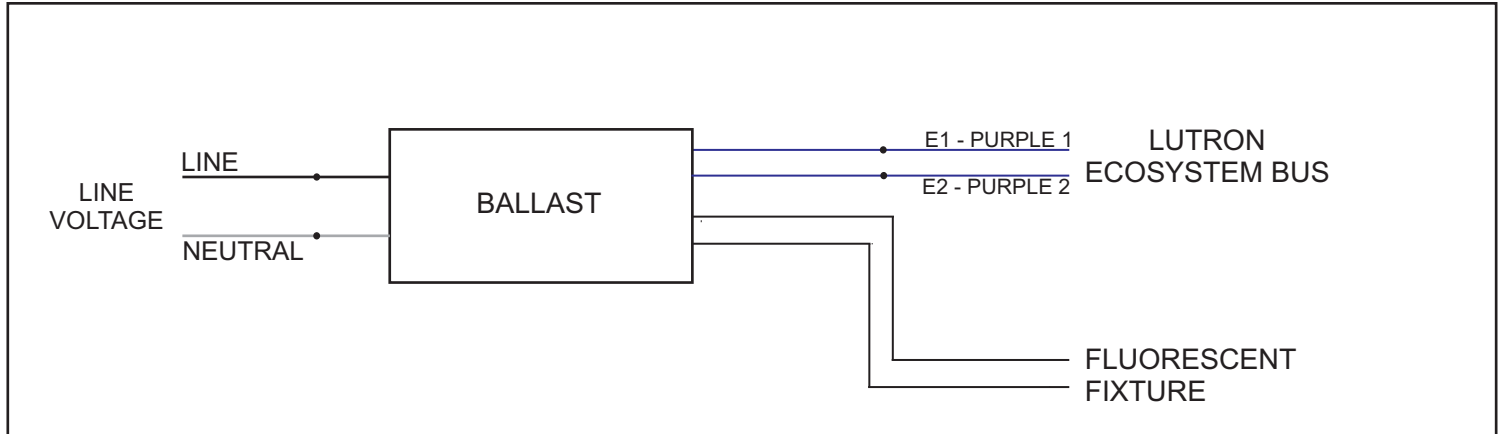 LINE
VOLTAGE
LINE
NEUTRAL
BALLAST
E1 - PURPLE 1
E2 - PURPLE 2
LUTRON
ECOSYSTEM BUS
FLUORESCENT
FIXTURE